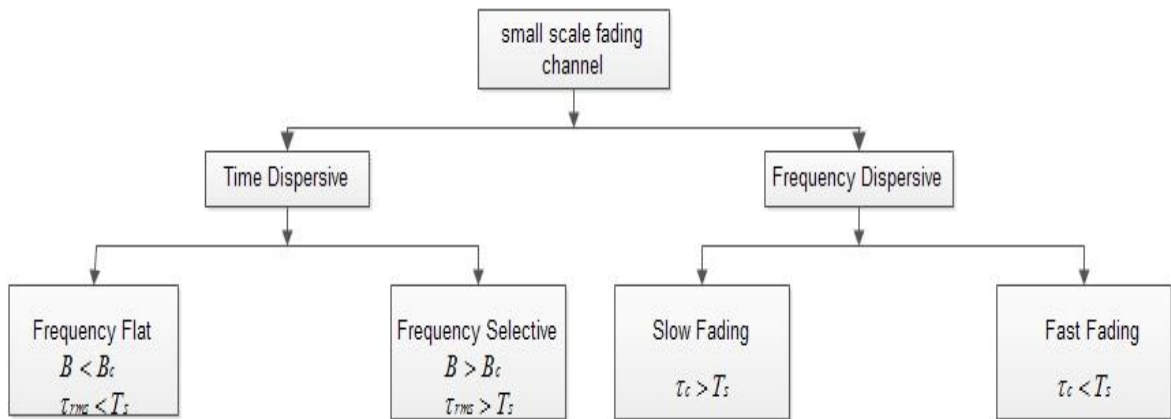 small scale fading
channel
Time Dispersive
Frequency Dispersive
Frequency Flat
B < Bc
τrms < Ts
Frequency Selective
B > Bc
τrms > Ts
Slow Fading
τc > Ts
Fast Fading
τc < Ts